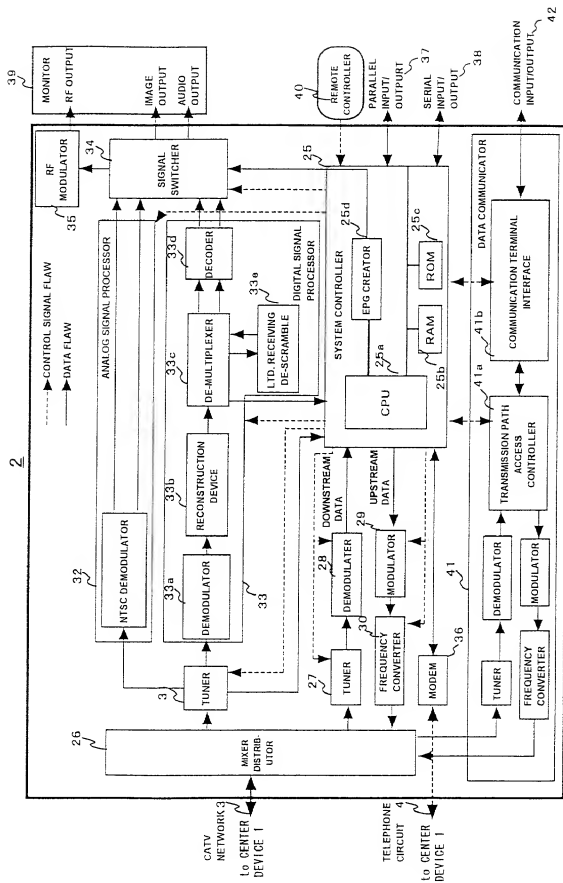 2
CONTROL SIGNAL FLAW
DATA FLAW
39
MONITOR
RF OUTPUT
IMAGE
OUTPUT
AUDIO
OUTPUT
RF
MODULATOR
35
34
SIGNAL
SWITCHER
ANALOG SIGNAL PROCESSOR
32
NTSC DEMODULATOR
33a
DEMODULATOR
33b
RECONSTRUCTION
DEVICE
33c
DE-MULTIPLEXER
33d
DECODER
33e
LTD. RECEIVING
DE-SCRAMBLE
DIGITAL SIGNAL
PROCESSOR
33
3
TUNER
26
MIXER
DISTRIB-
UTOR
CATV
NETWORK
3
to CENTER
DEVICE 1
TELEPHONE
CIRCUIT
4
to CENTER
DEVICE 1
27
TUNER
28
DEMODULATER
DOWNSTREAM
DATA
UPSTREAM
DATA
29
MODULATOR
30
FREQUENCY
CONVERTER
MODEM
36
25
SYSTEM CONTROLLER
25a
CPU
25d
EPG CREATOR
25c
ROM
RAM
25b
40
REMOTE
CONTROLLER
PARALLEL
INPUT/
OUTPURT
37
SERIAL
INPUT/
OUTPUT
38
COMMUNICATION
INPUT/OUTPUT
42
41
TUNER
DEMODULATOR
FREQUENCY
CONVERTER
MODULATOR
41a
TRANSMISSION PATH
ACCESS
CONTROLLER
41b
COMMUNICATION TERMINAL
INTERFACE
DATA COMMUNICATOR